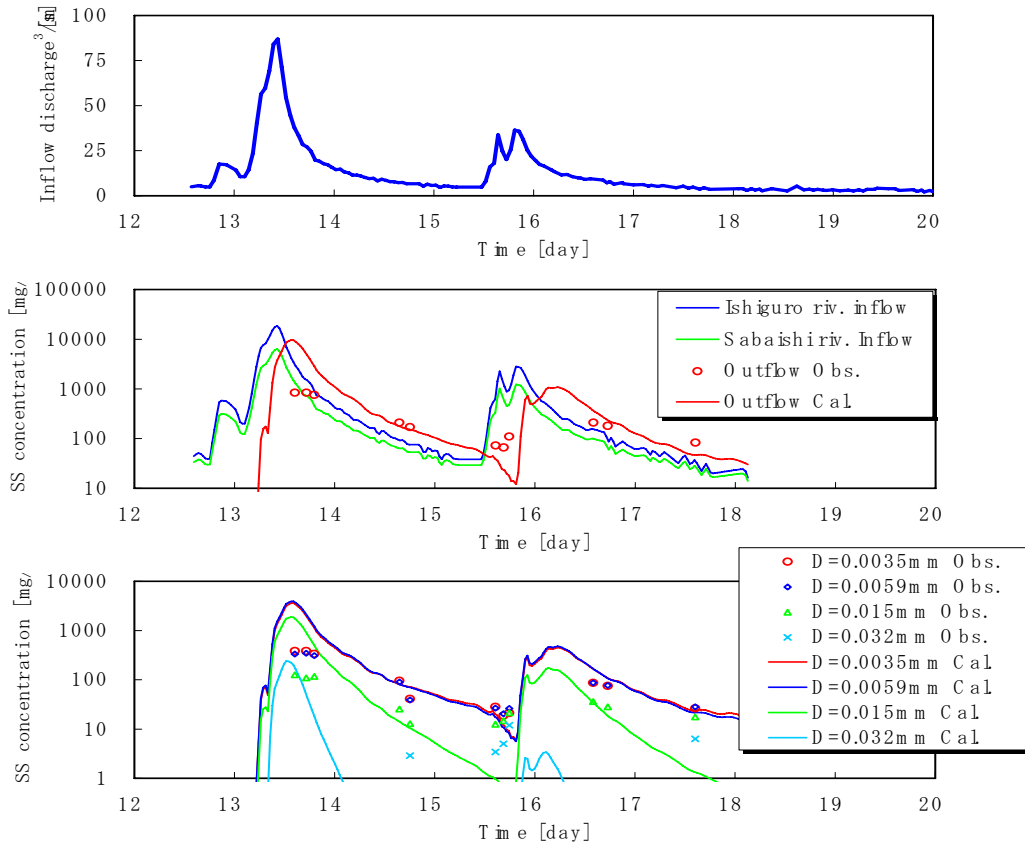 100
75
50
25
0
Inflow discharge
12 13 14 15 16 17 18 19 20
Time [day]
100000
10000
1000
100
10
SS concentration [mg/
12 13 14 15 16 17 18 19 20
Time [day]
Ishiguro riv. inflow
Sabaishi riv. Inflow
Outflow Obs.
Outflow Cal.
10000
1000
100
10
1
SS concentration [mg/
12 13 14 15 16 17 18 19 20
Time [day]
D=0.0035mm Obs.
D=0.0059mm Obs.
D=0.015mm Obs.
D=0.032mm Obs.
D=0.0035mm Cal.
D=0.0059mm Cal.
D=0.015mm Cal.
D=0.032mm Cal.